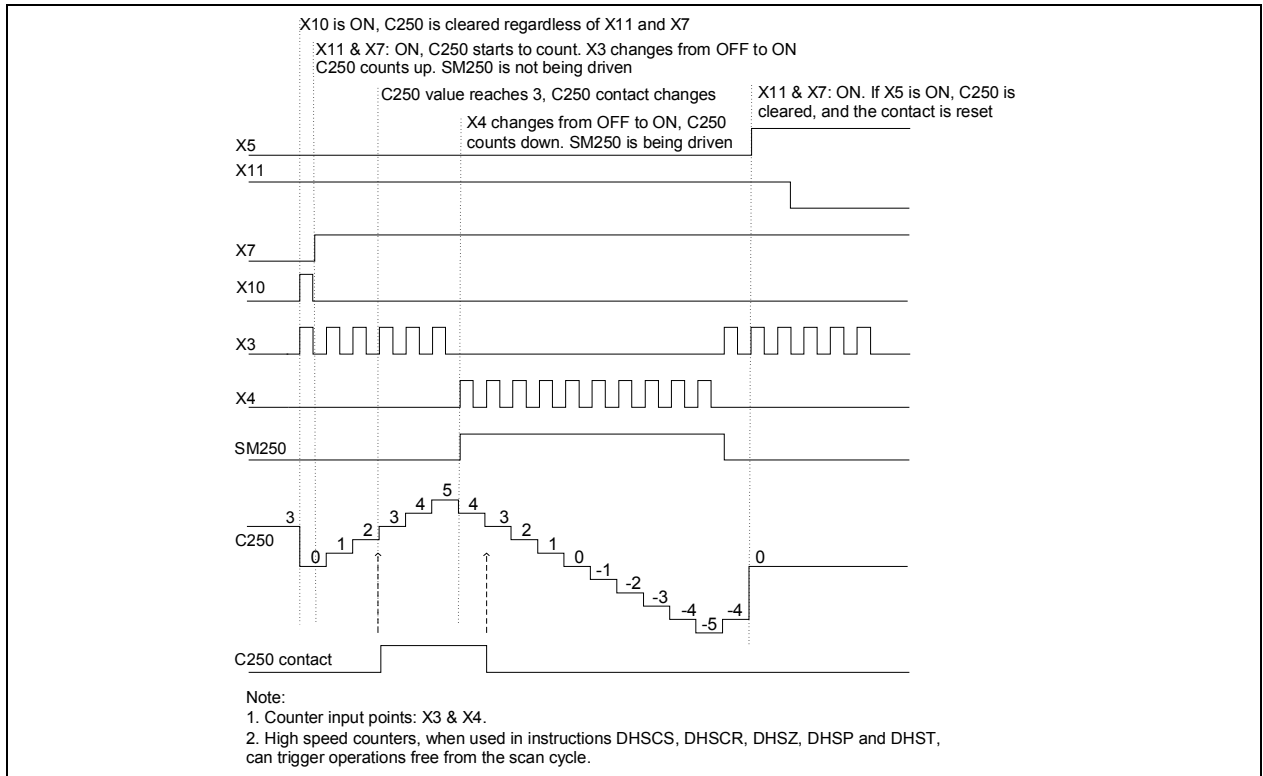 X10 is ON, C250 is cleared regardless of X11 and X7
X11 & X7: ON, C250 starts to count. X3 changes from OFF to ON
C250 counts up. SM250 is not being driven
C250 value reaches 3, C250 contact changes
X11 & X7: ON. If X5 is ON, C250 is
cleared, and the contact is reset
X4 changes from OFF to ON, C250
counts down. SM250 is being driven
X5
X11
X7
X10
X3
X4
SM250
C250
3
0
1
2
3
4
5
4
3
2
1
0
-1
-2
-3
-4
-5
-4
0
C250 contact
Note:
1. Counter input points: X3 & X4.
2. High speed counters, when used in instructions DHSCS, DHSCR, DHSZ, DHSP and DHST,
can trigger operations free from the scan cycle.